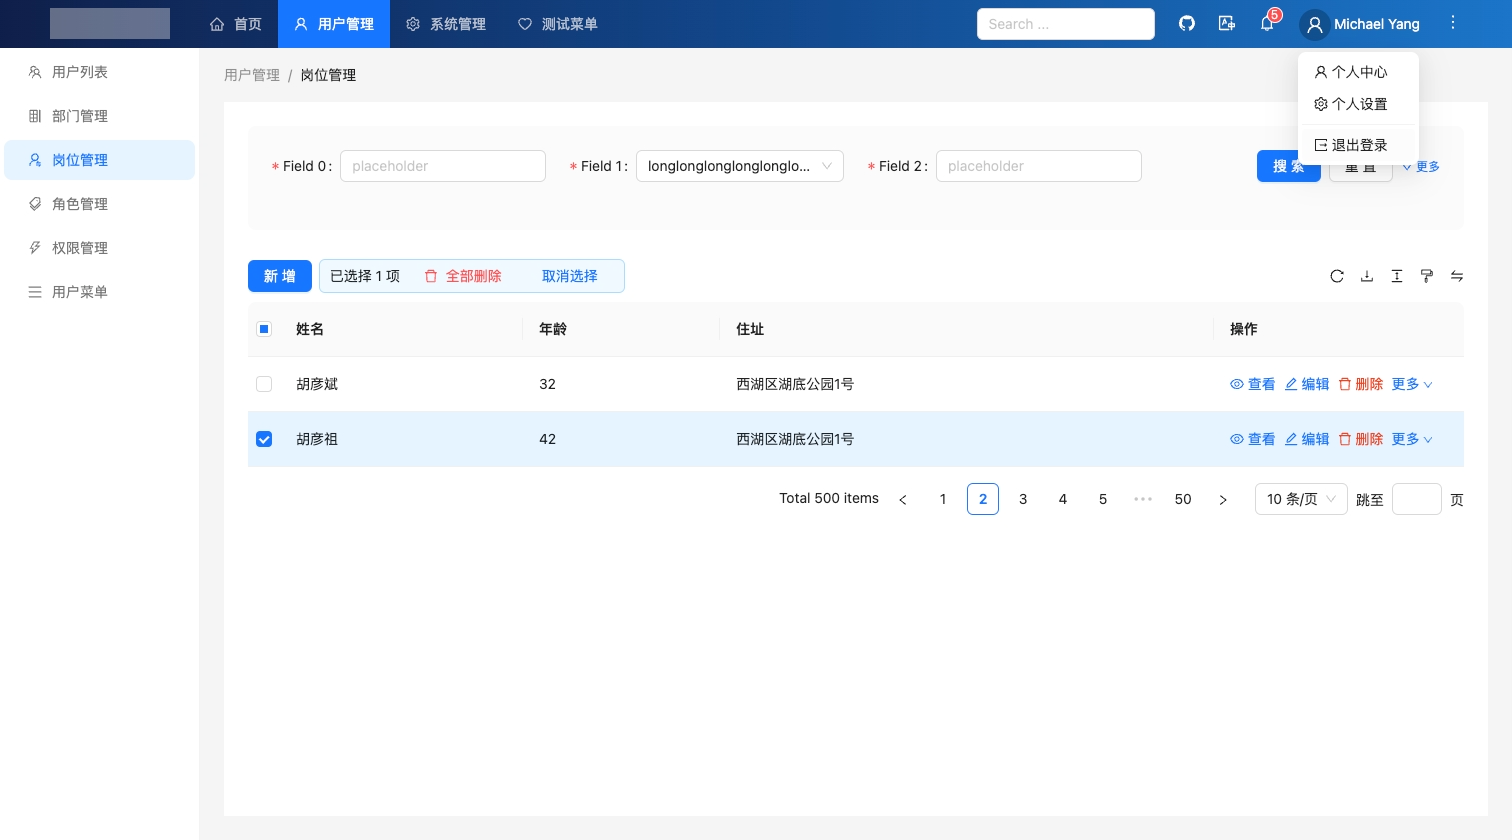 首页 用户管理 系统管理 测试菜单 Search ... 5 Michael Yang
用户列表
部门管理
岗位管理
角色管理
权限管理
用户菜单
用户管理 / 岗位管理
个人中心
个人设置
退出登录
* Field 0 : placeholder * Field 1 : longlonglonglonglonglo... * Field 2 : placeholder 搜 索 重 置 更多
新 增 已选择 1 项 全部删除 取消选择
姓名 年龄 住址 操作
胡彦斌 32 西湖区湖底公园1号 查看 编辑 删除 更多
胡彦祖 42 西湖区湖底公园1号 查看 编辑 删除 更多
Total 500 items < 1 2 3 4 5 ••• 50 > 10 条/页 跳至 页